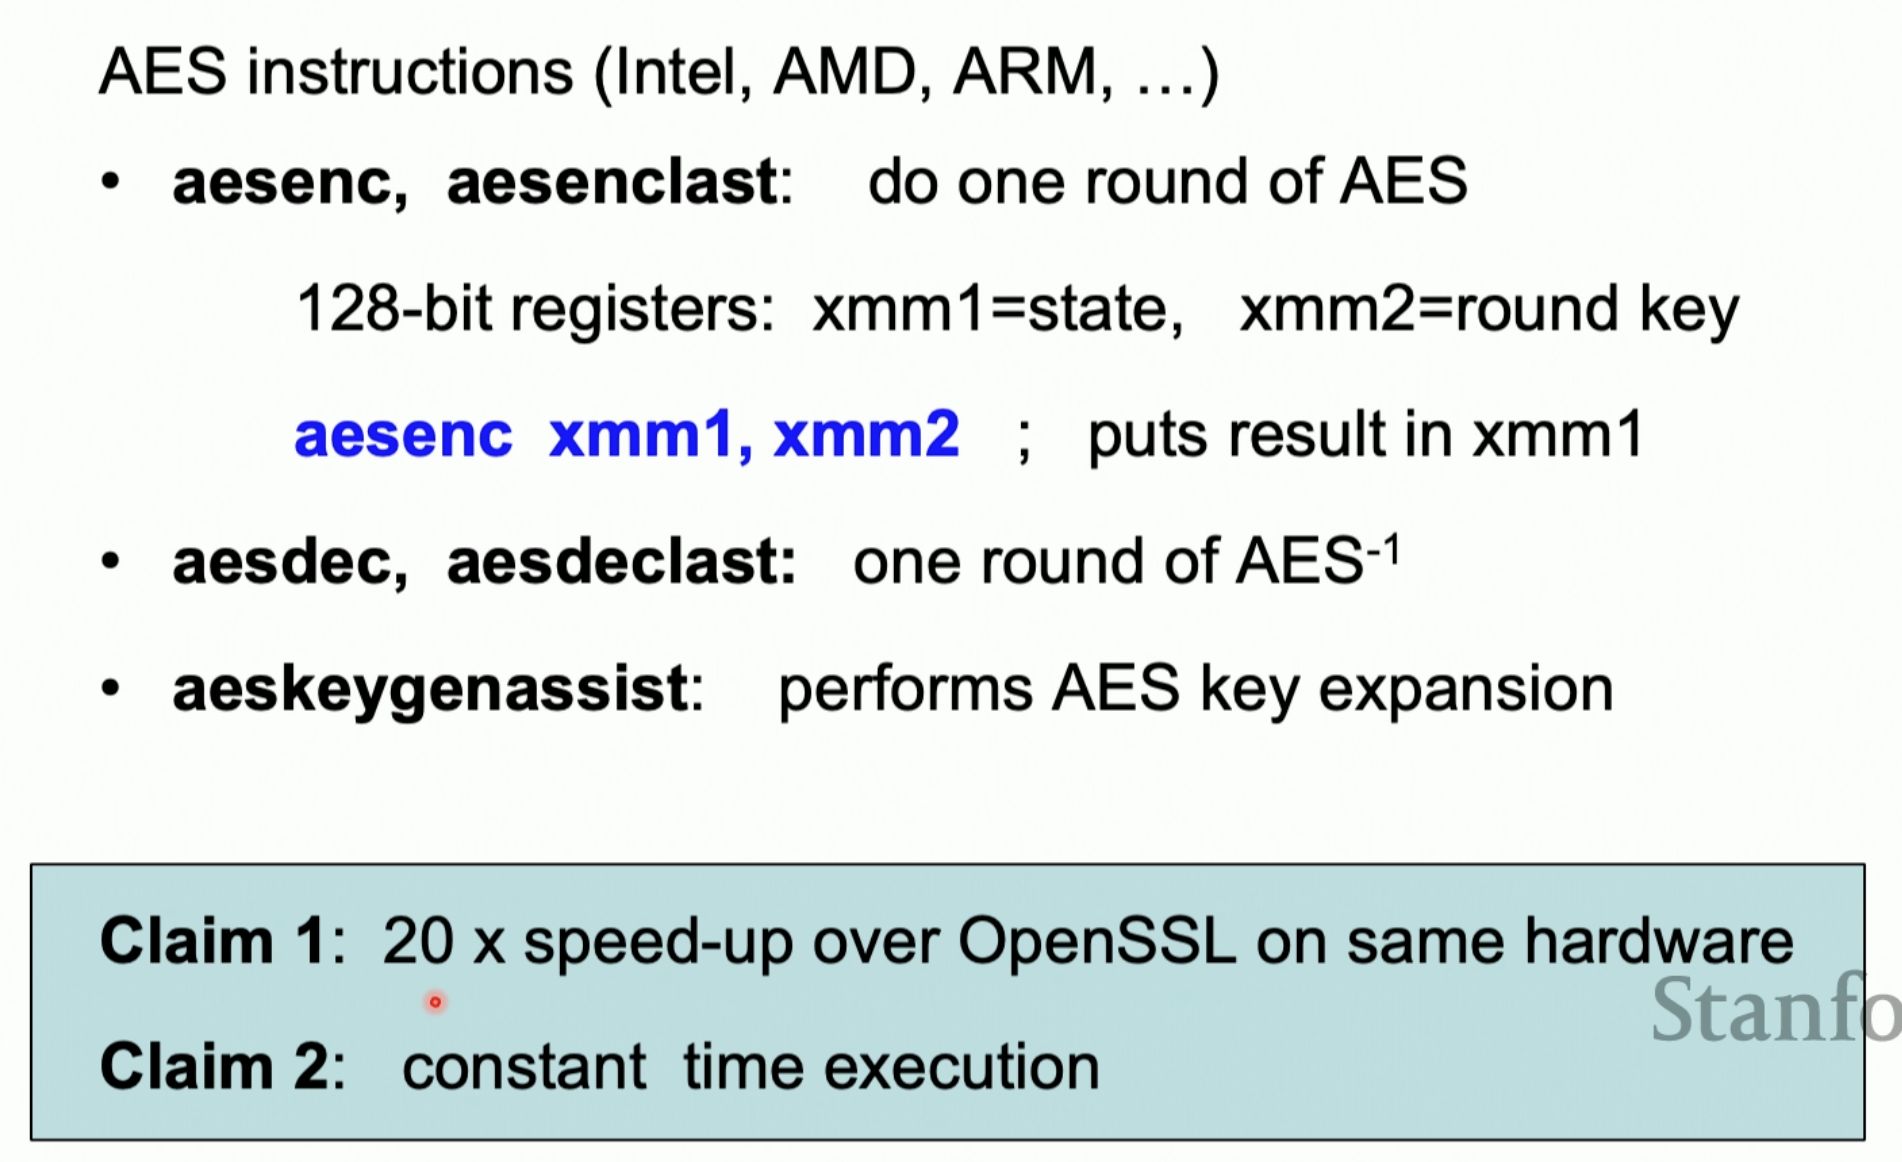 AES instructions (Intel, AMD, ARM, …)
• aesenc, aesenclast: do one round of AES
128-bit registers: xmm1=state, xmm2=round key
aesenc xmm1, xmm2 ; puts result in xmm1
• aesdec, aesdeclast: one round of AES⁻¹
• aeskeygenassist: performs AES key expansion
Claim 1: 20 x speed-up over OpenSSL on same hardware
Stanfo
Claim 2: constant time execution